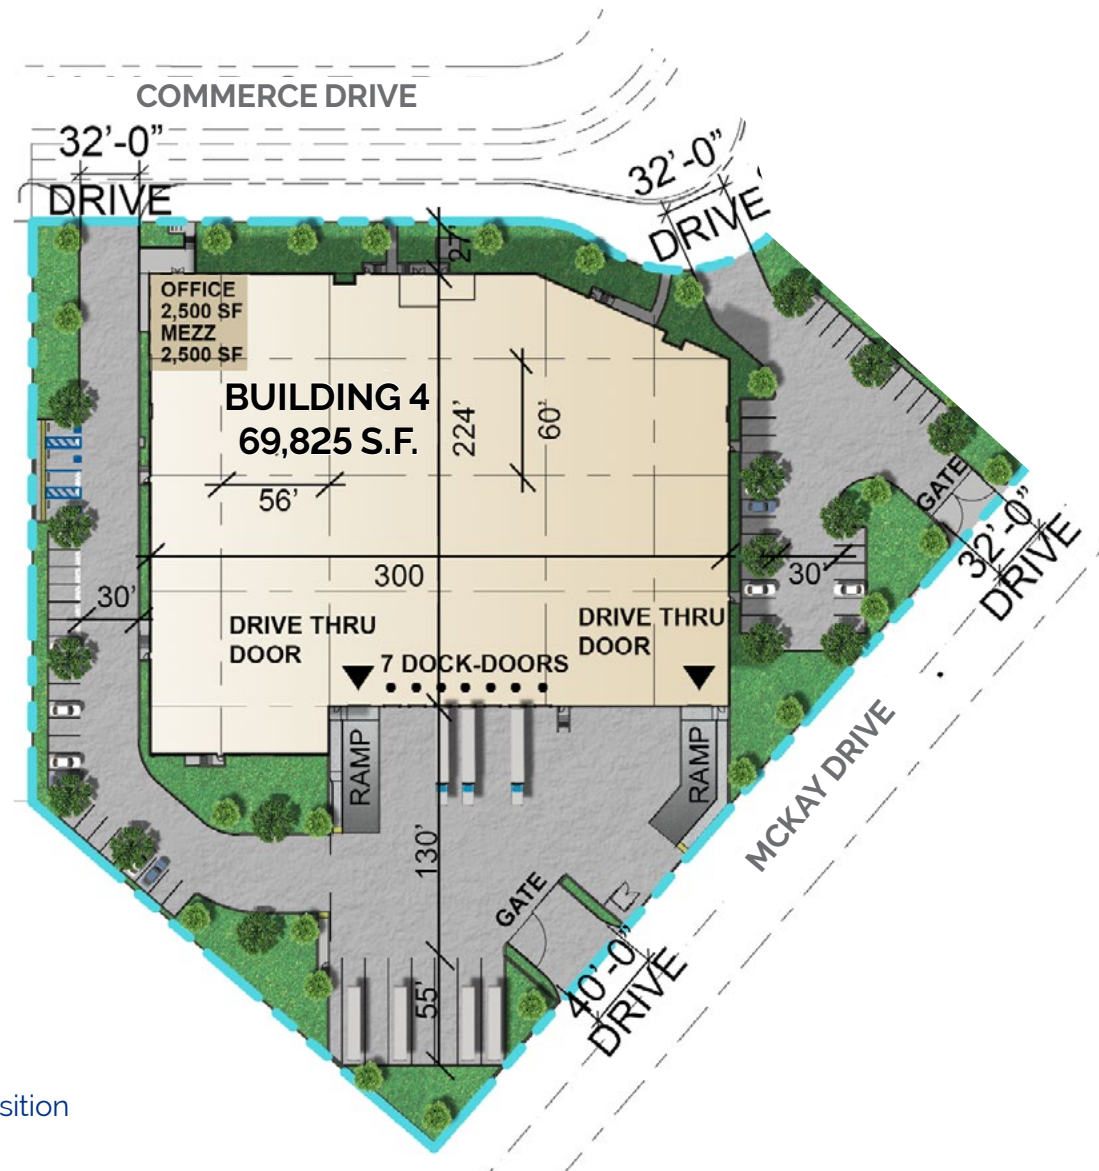 COMMERCE DRIVE
32'-0"
DRIVE
32'-0"
DRIVE
27'
OFFICE
2,500 SF
MEZZ
2,500 SF
BUILDING 4
69,825 S.F.
224'
60'
56'
GATE
32'-0"
DRIVE
300
30'
30'
DRIVE THRU
DOOR
DRIVE THRU
DOOR
7 DOCK-DOORS
RAMP
RAMP
MCKAY DRIVE
130'
GATE
40'-0"
DRIVE
55'
sition